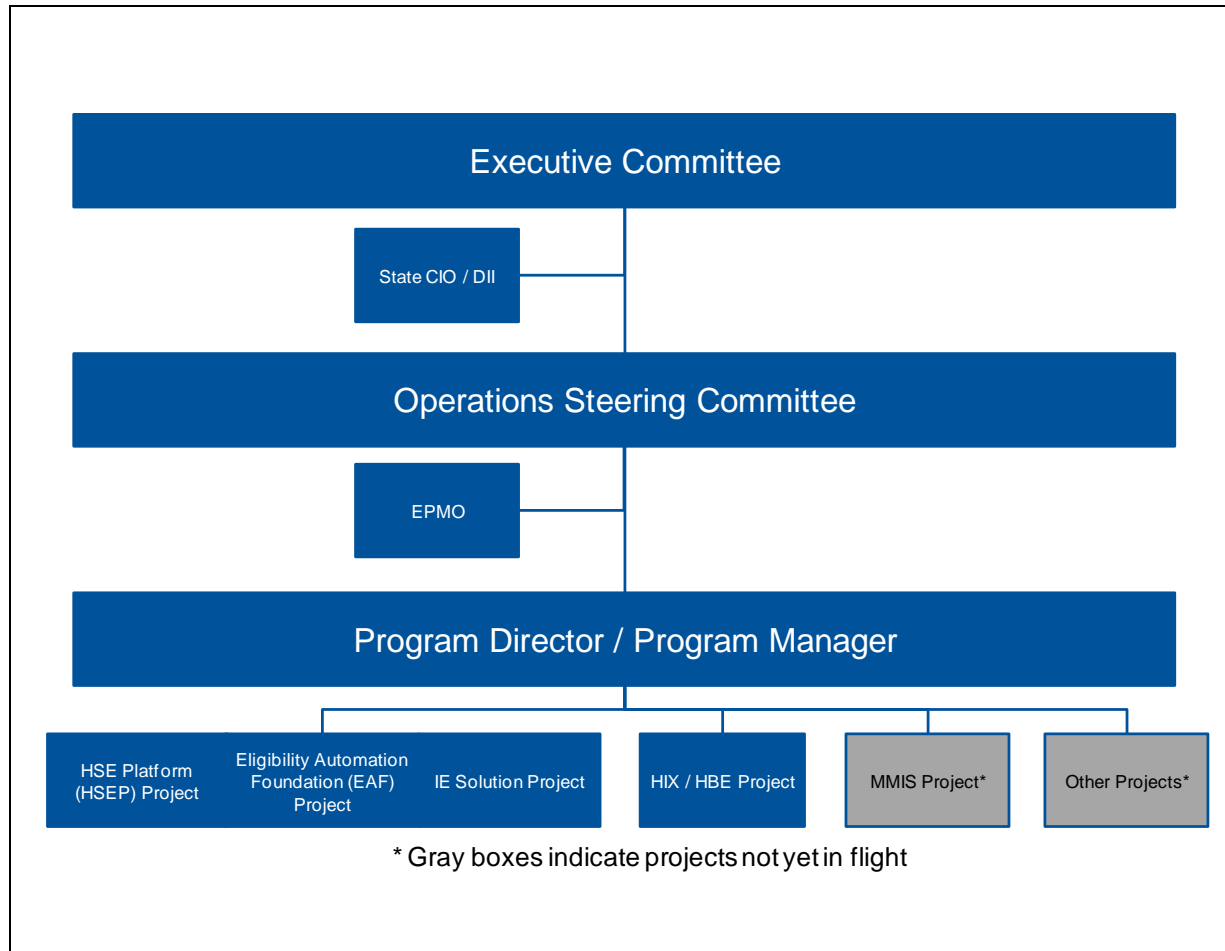 Executive Committee
State CIO / DII
Operations Steering Committee
EPMO
Program Director / Program Manager
HSE Platform
(HSEP) Project
Eligibility Automation
Foundation (EAF)
Project
IE Solution Project
HIX / HBE Project
MMIS Project*
Other Projects*
* Gray boxes indicate projects not yet in flight